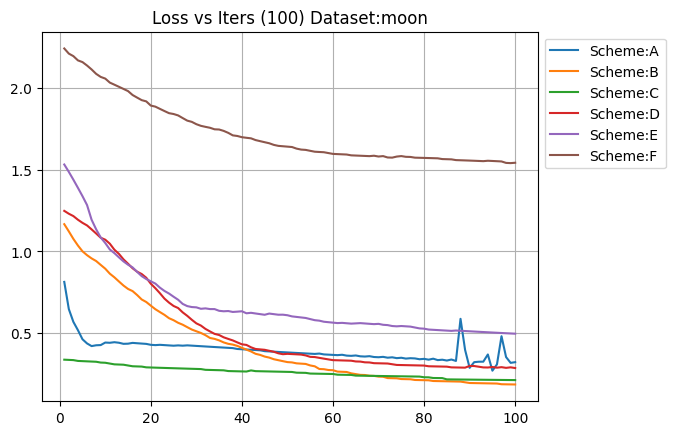 Loss vs Iters (100) Dataset:moon
2.0
1.5
1.0
0.5
0
20
40
60
80
100
Scheme:A
Scheme:B
Scheme:C
Scheme:D
Scheme:E
Scheme:F